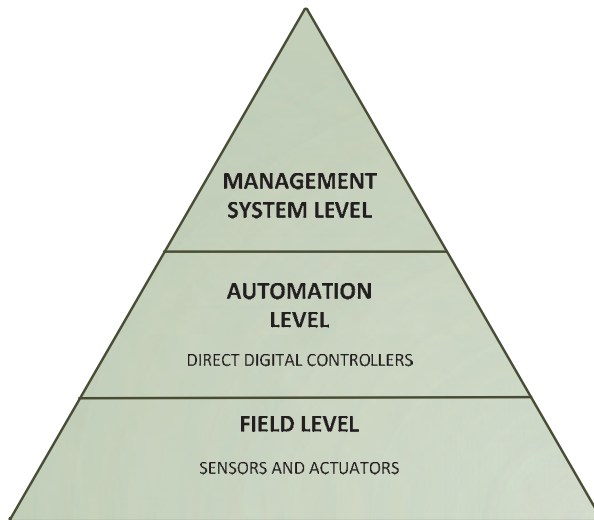 MANAGEMENT
SYSTEM LEVEL
AUTOMATION
LEVEL
DIRECT DIGITAL CONTROLLERS
FIELD LEVEL
SENSORS AND ACTUATORS